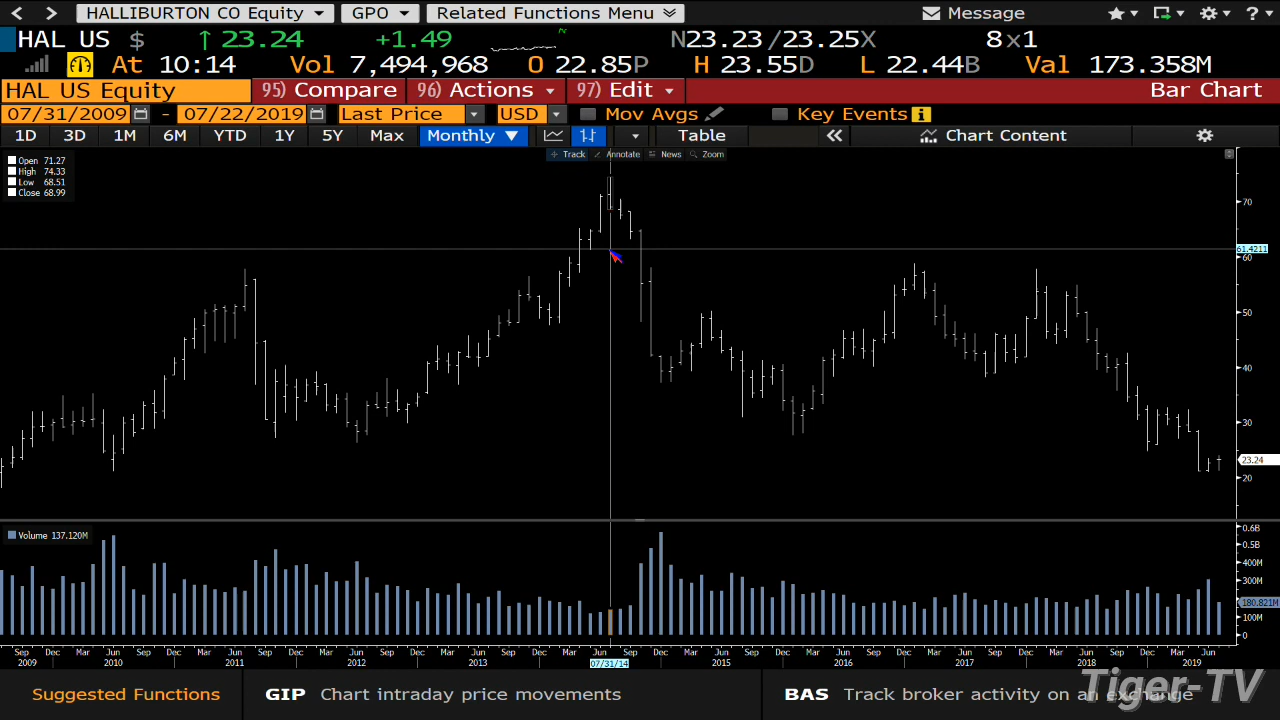 HALLIBURTON CO Equity GPO Related Functions Menu Message
HAL US $ ↑ 23.24 +1.49 N23.23 /23.25X 8 x1
At 10:14 Vol 7,494,968 O 22.85P H 23.55D L 22.44B Val 173.358M
HAL US Equity 95) Compare 96) Actions 97) Edit Bar Chart
07/31/2009 - 07/22/2019 Last Price USD Mov Avgs Key Events i
1D 3D 1M 6M YTD 1Y 5Y Max Monthly ▼ Table Chart Content
Track Annotate News Zoom
Open 71.27
High 74.33
Low 68.51
Close 68.99
70
61.4211
60
50
40
30
23.24
20
Volume 137.120M
0.6B
0.5B
400M
300M
180.821M
100M
0
Sep Dec Mar Jun Sep Dec Mar Jun Sep Dec Mar Jun Sep Dec Mar Jun Sep Dec Mar Jun Sep Dec Mar Jun Sep Dec Mar Jun Sep Dec Mar Jun Sep Dec Mar Jun Sep Dec Mar Jun
2009 2010 2011 2012 2013 07/31/14 2015 2016 2017 2018 2019
Suggested Functions GIP Chart intraday price movements BAS Track broker activity on an exchange
Tiger-TV